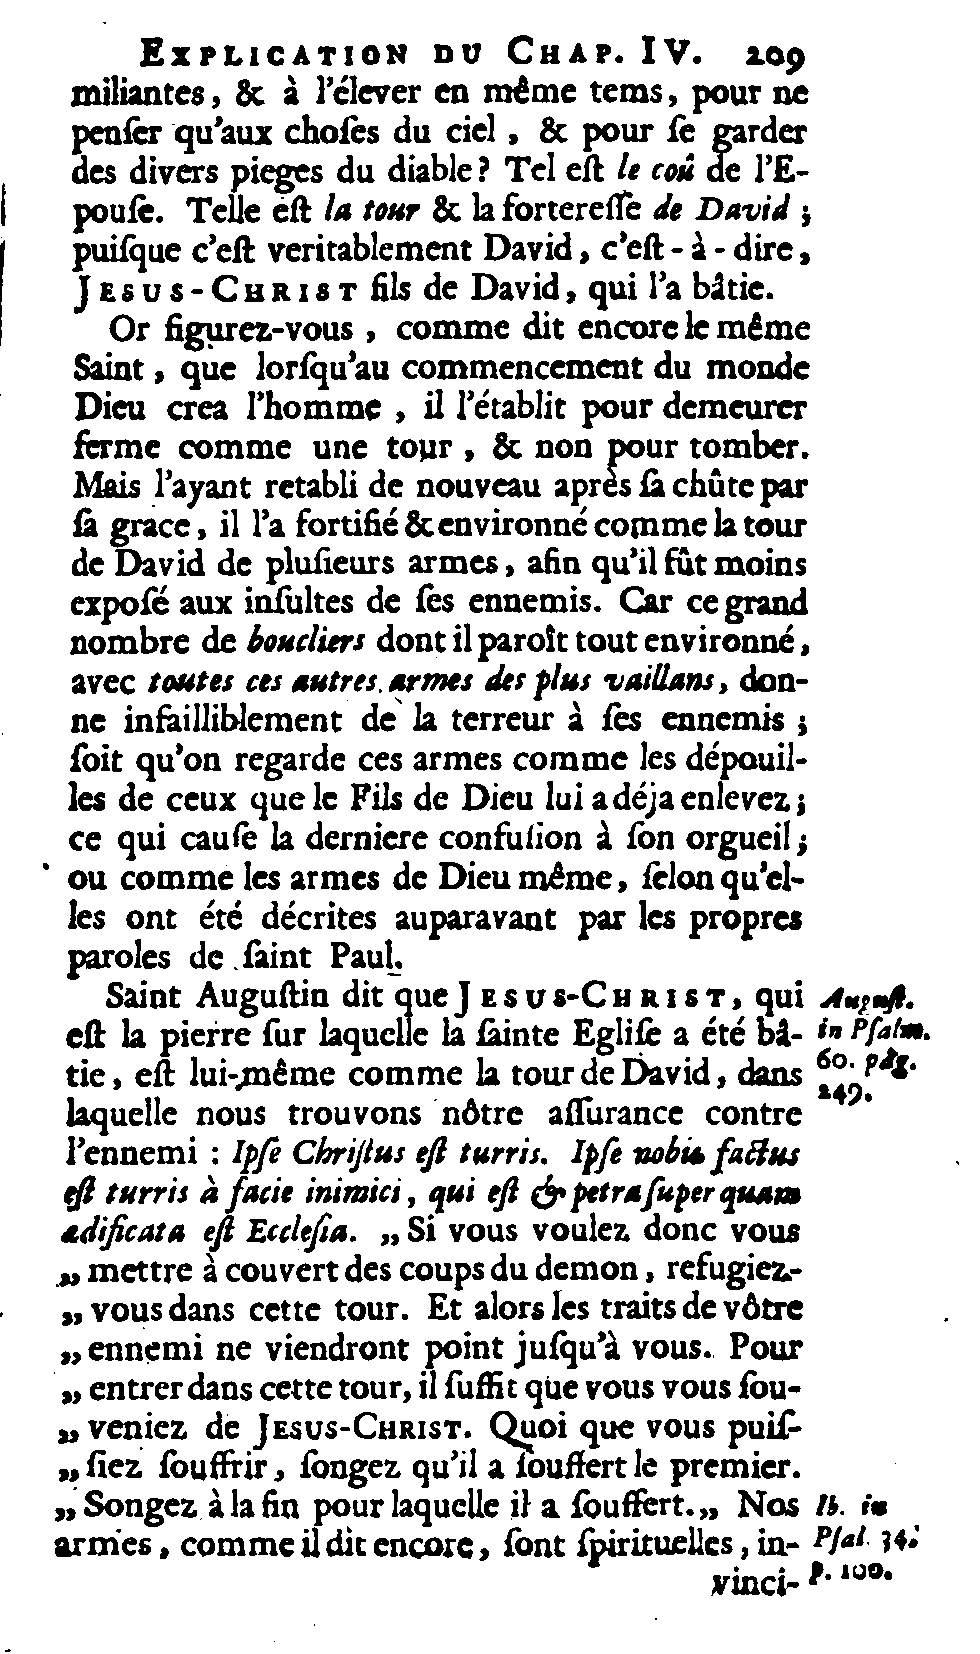 EXPLICATION DU CHAP. IV. 209
miliantes, & à l'élever en même tems, pour ne
penſer qu'aux choſes du ciel, & pour ſe garder
des divers pieges du diable? Tel eſt le coû de l'E-
pouſe. Telle eſt la tour & la fortereſſe de David;
puiſque c'eſt veritablement David, c'eſt-à-dire,
JESUS-CHRIST fils de David, qui l'a bâtie.
Or figurez-vous, comme dit encore le même
Saint, que lorſqu'au commencement du monde
Dieu crea l'homme, il l'établit pour demeurer
ferme comme une tour, & non pour tomber.
Mais l'ayant retabli de nouveau après ſa chûte par
ſa grace, il l'a fortifié & environné comme la tour
de David de pluſieurs armes, afin qu'il fût moins
expoſé aux inſultes de ſes ennemis. Car ce grand
nombre de boucliers dont il paroît tout environné,
avec toutes ces autres armes des plus vaillans, don-
ne infailliblement de la terreur à ſes ennemis;
ſoit qu'on regarde ces armes comme les dépouil-
les de ceux que le Fils de Dieu lui a déja enlevez;
ce qui cauſe la derniere confuſion à ſon orgueil;
ou comme les armes de Dieu même, ſelon qu'el-
les ont été décrites auparavant par les propres
paroles de ſaint Paul.
Saint Auguſtin dit que JESUS-CHRIST, qui
eſt la pierre ſur laquelle la ſainte Egliſe a été bâ-
tie, eſt lui-même comme la tour de David, dans
laquelle nous trouvons nôtre aſſurance contre
l'ennemi : Ipſe Chriſtus eſt turris. Ipſe nobis factus
eſt turris à facie inimici, qui eſt & petra ſuper quam
ædificata eſt Eccleſia. „Si vous voulez donc vous
„mettre à couvert des coups du demon, refugiez-
„vous dans cette tour. Et alors les traits de vôtre
„ennemi ne viendront point juſqu'à vous. Pour
„entrer dans cette tour, il ſuffit que vous vous ſou-
„veniez de JESUS-CHRIST. Quoi que vous puiſ-
„ſiez ſouffrir, ſongez qu'il a ſouffert le premier.
„Songez à la fin pour laquelle il a ſouffert.„ Nos
armes, comme il dit encore, ſont ſpirituelles, in-
vinci-
Auguſt.
in Pſalm.
60. pag.
249.
Ib. in
Pſal. 34.
p. 100.